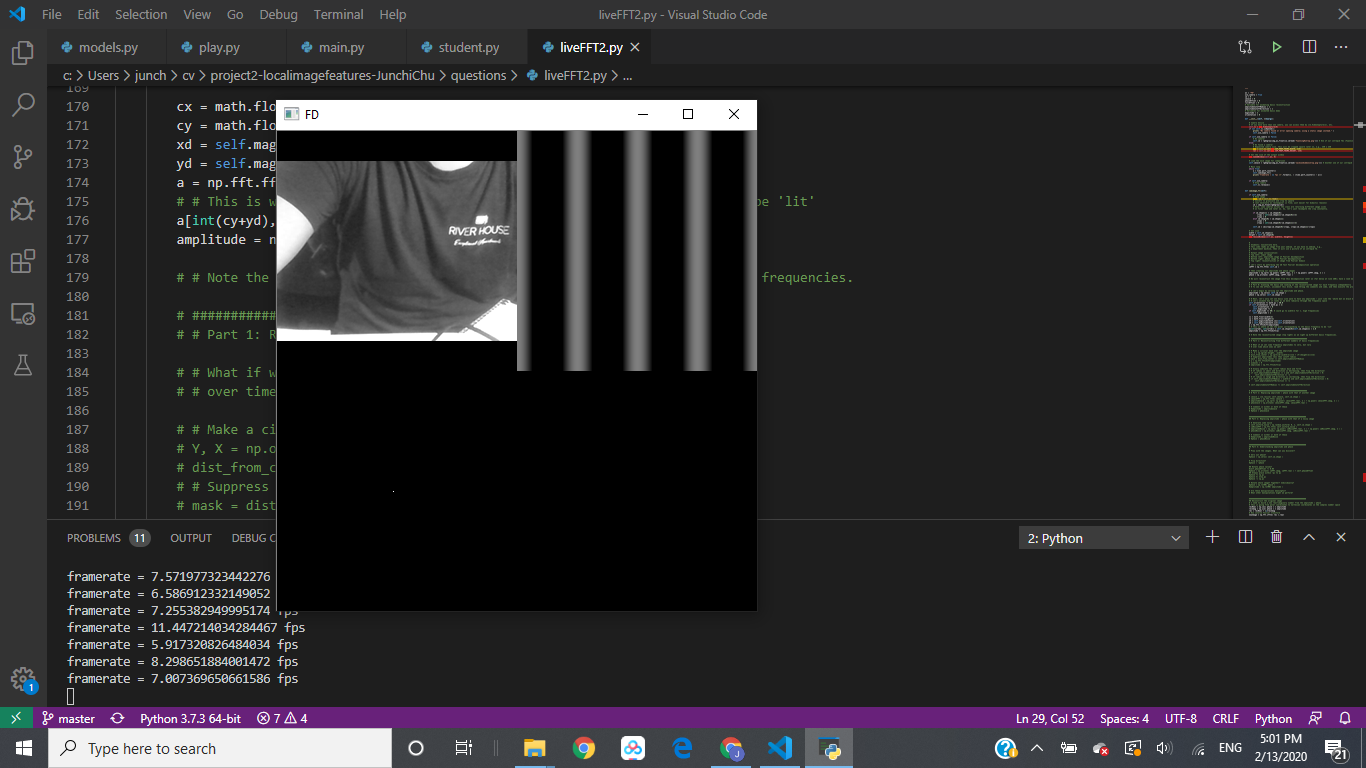 File Edit Selection View Go Debug Terminal Help
liveFFT2.py - Visual Studio Code
models.py play.py main.py student.py liveFFT2.py
c: > Users > junch > cv > project2-localimagefeatures-JunchiChu > questions > liveFFT2.py > ...
169
170 cx = math.flo
171 cy = math.flo
172 xd = self.mag
173 yd = self.mag
174 a = np.fft.ff
175 # # This is w be 'lit'
176 a[int(cy+yd),
177 amplitude = n
178
179 # # Note the frequencies.
180
181 # ############
182 # # Part 1: R
183
184 # # What if w
185 # # over time
186
187 # # Make a ci
188 # Y, X = np.o
189 # dist_from_c
190 # # Suppress
191 # mask = dist
FD
RIVER HOUSE
PROBLEMS 11 OUTPUT DEBUG C
2: Python
framerate = 7.571977323442276
framerate = 6.586912332149052
framerate = 7.255382949995174 fps
framerate = 11.447214034284467 fps
framerate = 5.917320826484034 fps
framerate = 8.298651884001472 fps
framerate = 7.007369650661586 fps
1
master Python 3.7.3 64-bit 7 4
Ln 29, Col 52 Spaces: 4 UTF-8 CRLF Python
Type here to search
ENG
5:01 PM
2/13/2020
21